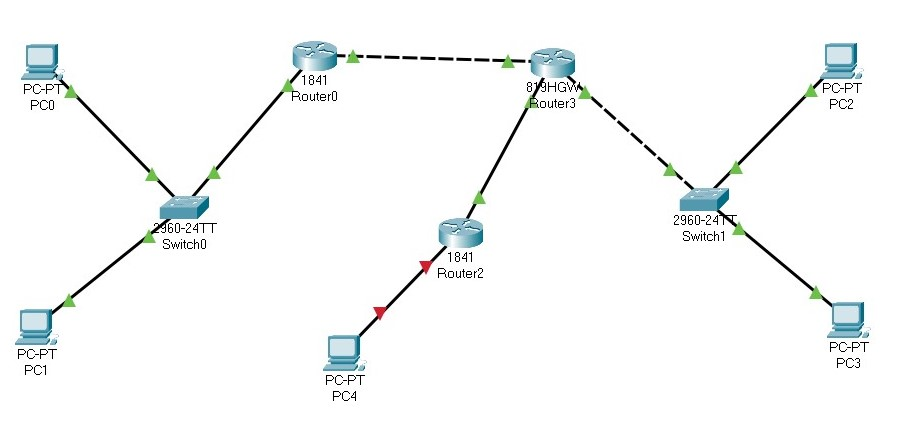 PC-PT
PC0
1841
Router0
819HGW
Router3
PC-PT
PC2
2960-24TT
Switch0
2960-24TT
Switch1
1841
Router2
PC-PT
PC1
PC-PT
PC4
PC-PT
PC3